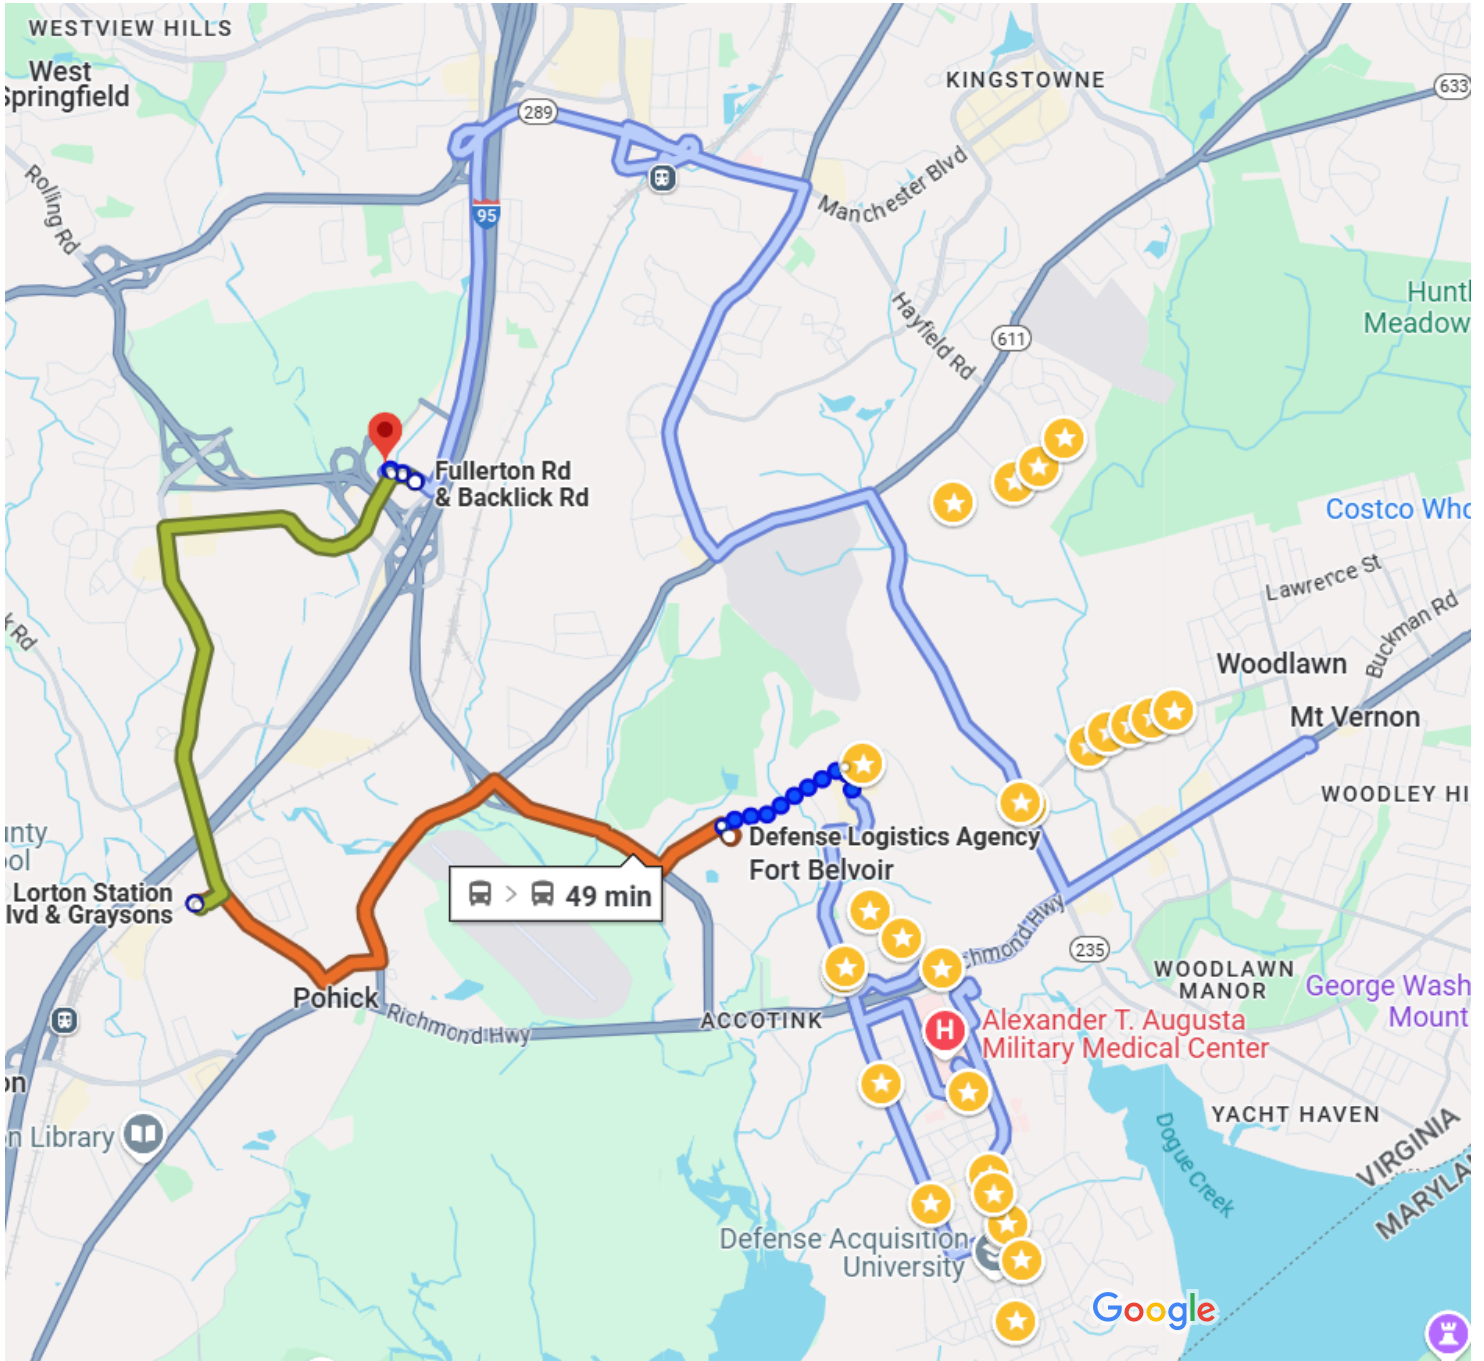 WESTVIEW HILLS
West
Springfield
289
KINGSTOWNE
633
Rolling Rd
95
Manchester Blvd
Hayfield Rd
611
Meadow
Fullerton Rd
& Backlick Rd
Costco
Lawrence St
Buckman Rd
Rd
Woodlawn
Mt Vernon
WOODLEY
Defense Logistics Agency
Fort Belvoir
Lorton Station
lvd & Graysons
49 min
Hwy
235
WOODLAWN
MANOR
George Wash
Mount
Pohick
Richmond Hwy
ACCOTINK
H
Alexander T. Augusta
Military Medical Center
YACHT HAVEN
Library
Dogue Creek
VIRGINIA
Defense Acquisition
University
Google